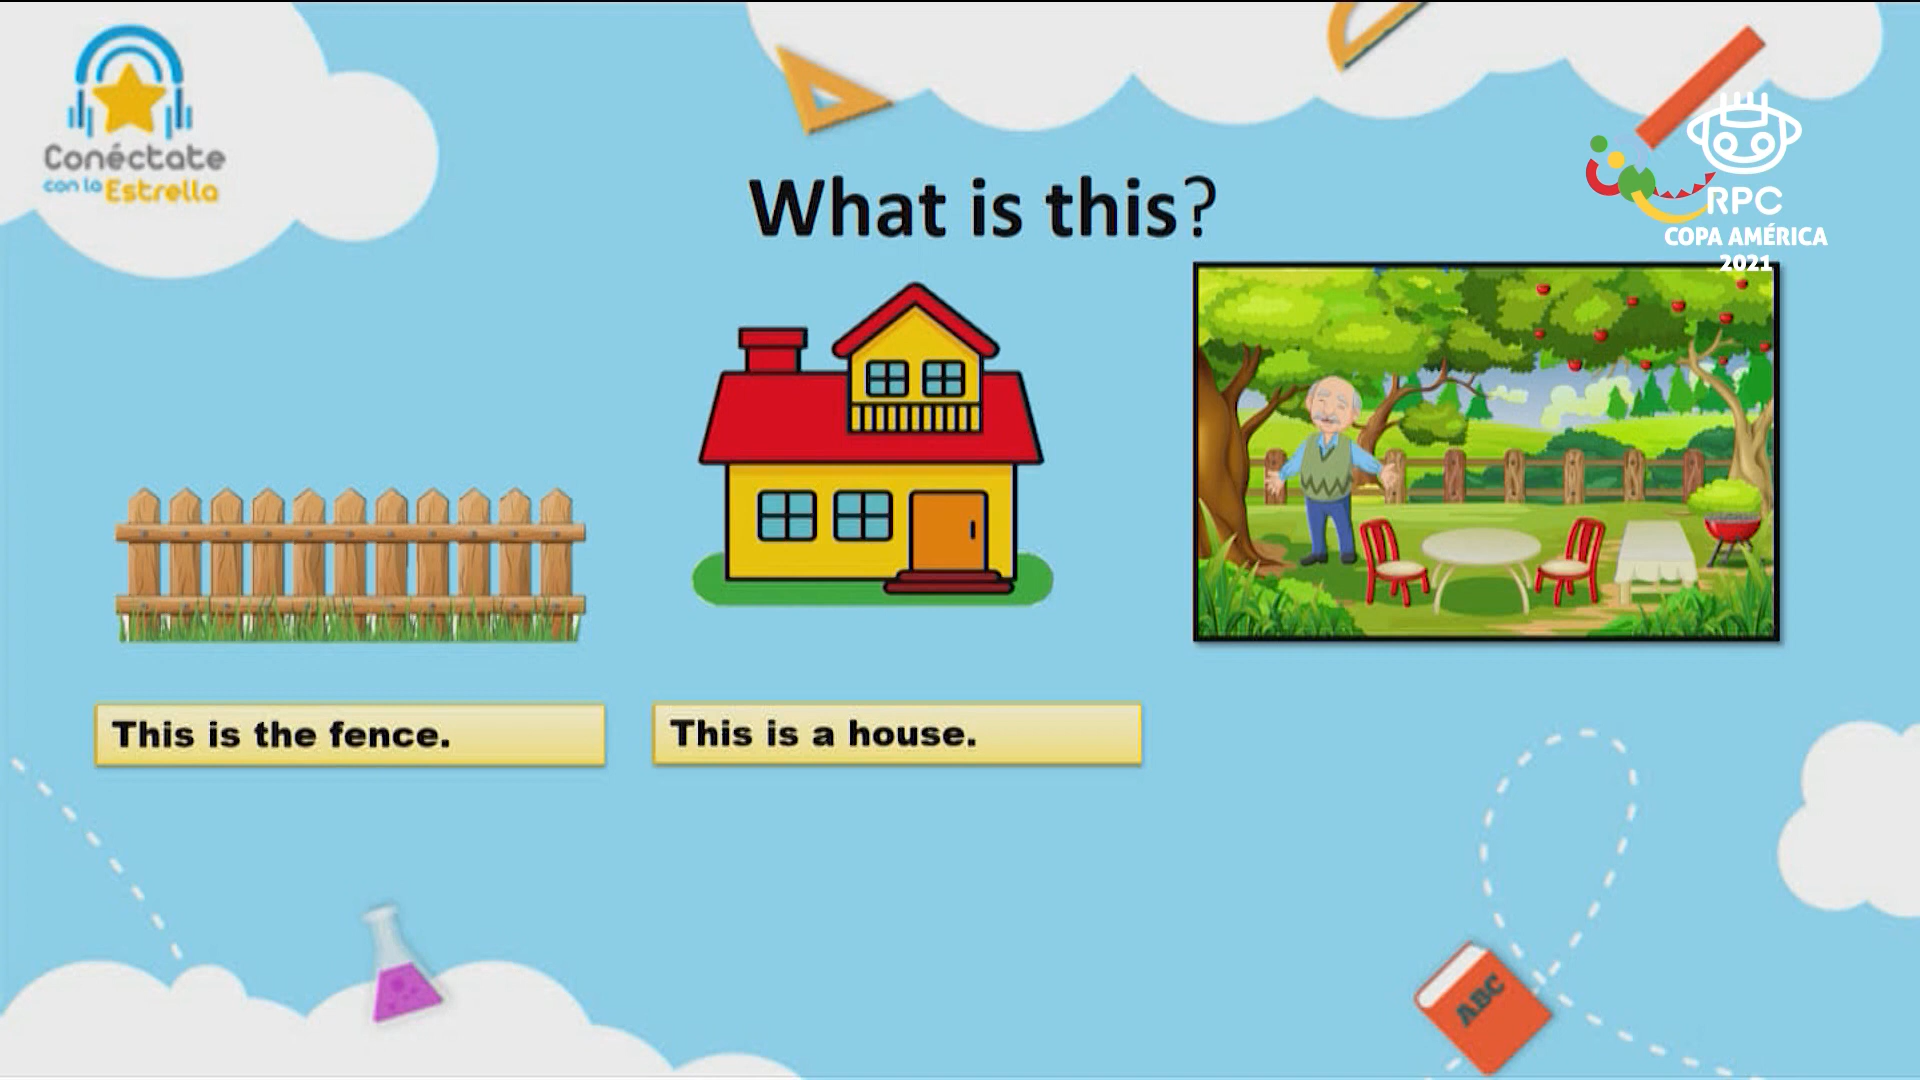 Conéctate
con la Estrella
What is this?
RPC
COPA AMÉRICA
2021
This is the fence.
This is a house.
ABC